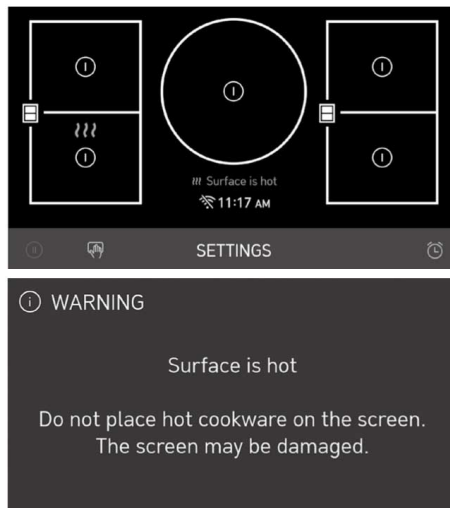 Surface is hot
11:17 AM
SETTINGS
WARNING
Surface is hot
Do not place hot cookware on the screen.
The screen may be damaged.